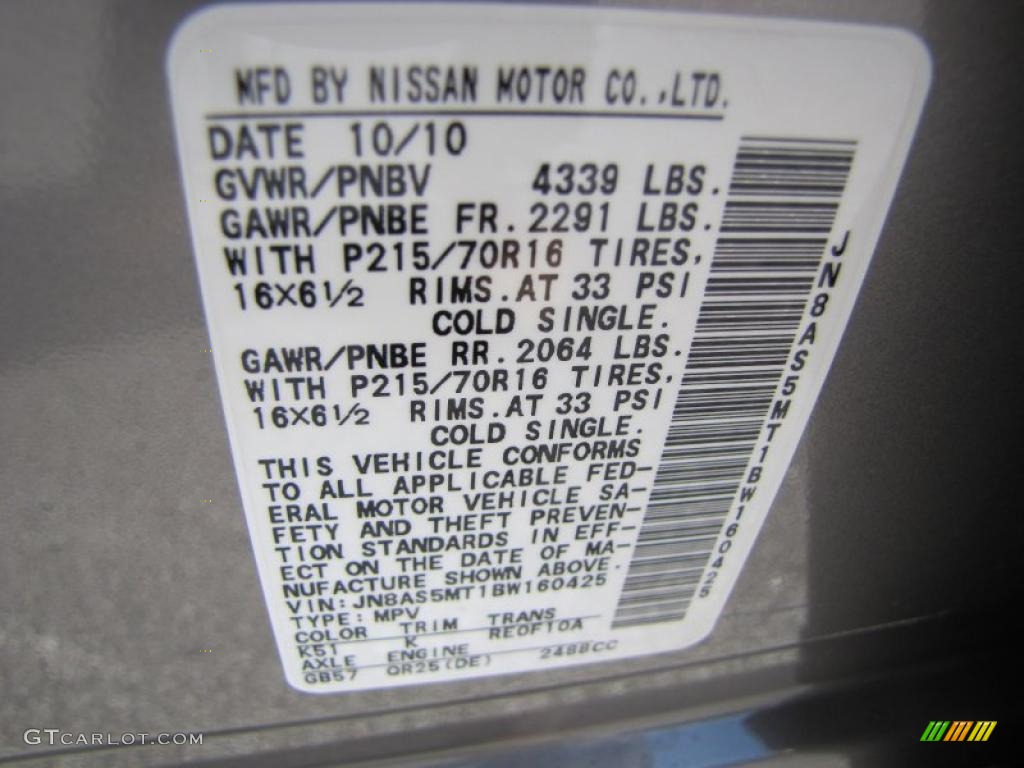 MFD BY NISSAN MOTOR CO.,LTD.
DATE 10/10
GVWR/PNBV 4339 LBS.
GAWR/PNBE FR. 2291 LBS.
WITH P215/70R16 TIRES,
16X6½ RIMS. AT 33 PSI
COLD SINGLE.
GAWR/PNBE RR. 2064 LBS.
WITH P215/70R16 TIRES,
16X6½ RIMS. AT 33 PSI
COLD SINGLE.
THIS VEHICLE CONFORMS
TO ALL APPLICABLE FED-
ERAL MOTOR VEHICLE SA-
FETY AND THEFT PREVEN-
TION STANDARDS IN EFF-
ECT ON THE DATE OF MA-
NUFACTURE SHOWN ABOVE.
VIN: JN8AS5MT1BW160425
TYPE: MPV
COLOR TRIM TRANS
K51 K RE0F10A
AXLE ENGINE
GB57 QR25(DE) 2488CC
JN8AS5MT1BW160425
GTCARLOT.COM